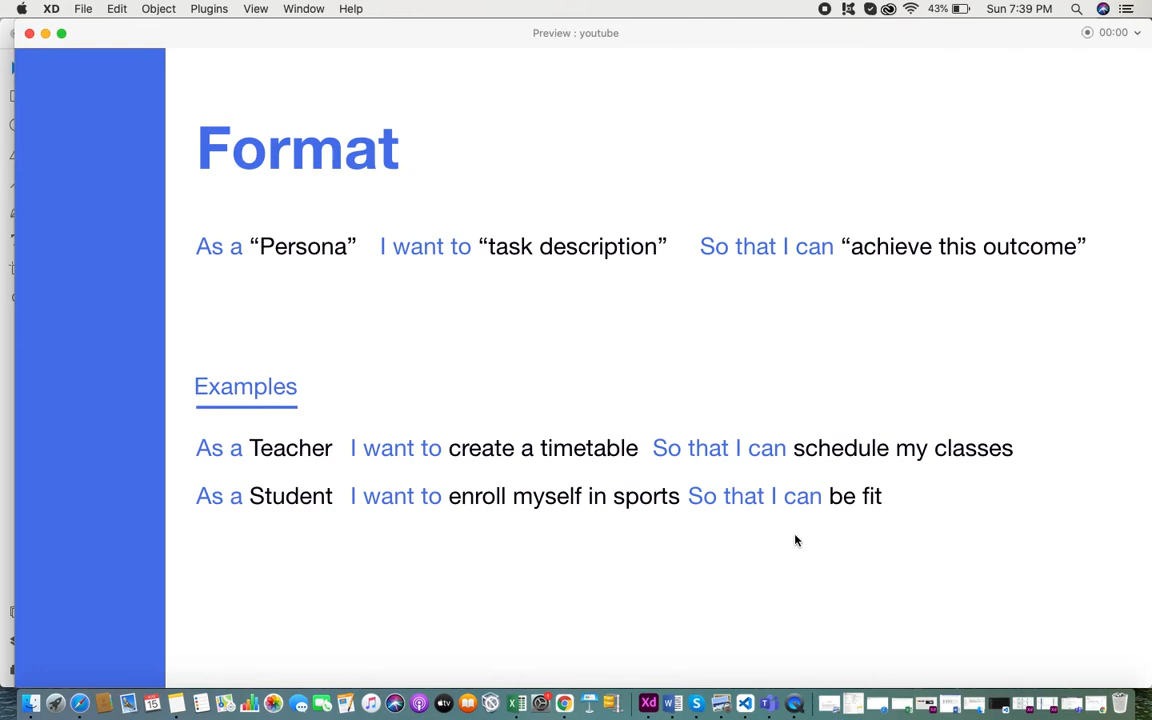 XD File Edit Object Plugins View Window Help 43% Sun 7:39 PM
Preview : youtube 00:00
Format
As a “Persona” I want to “task description” So that I can “achieve this outcome”
Examples
As a Teacher I want to create a timetable So that I can schedule my classes
As a Student I want to enroll myself in sports So that I can be fit